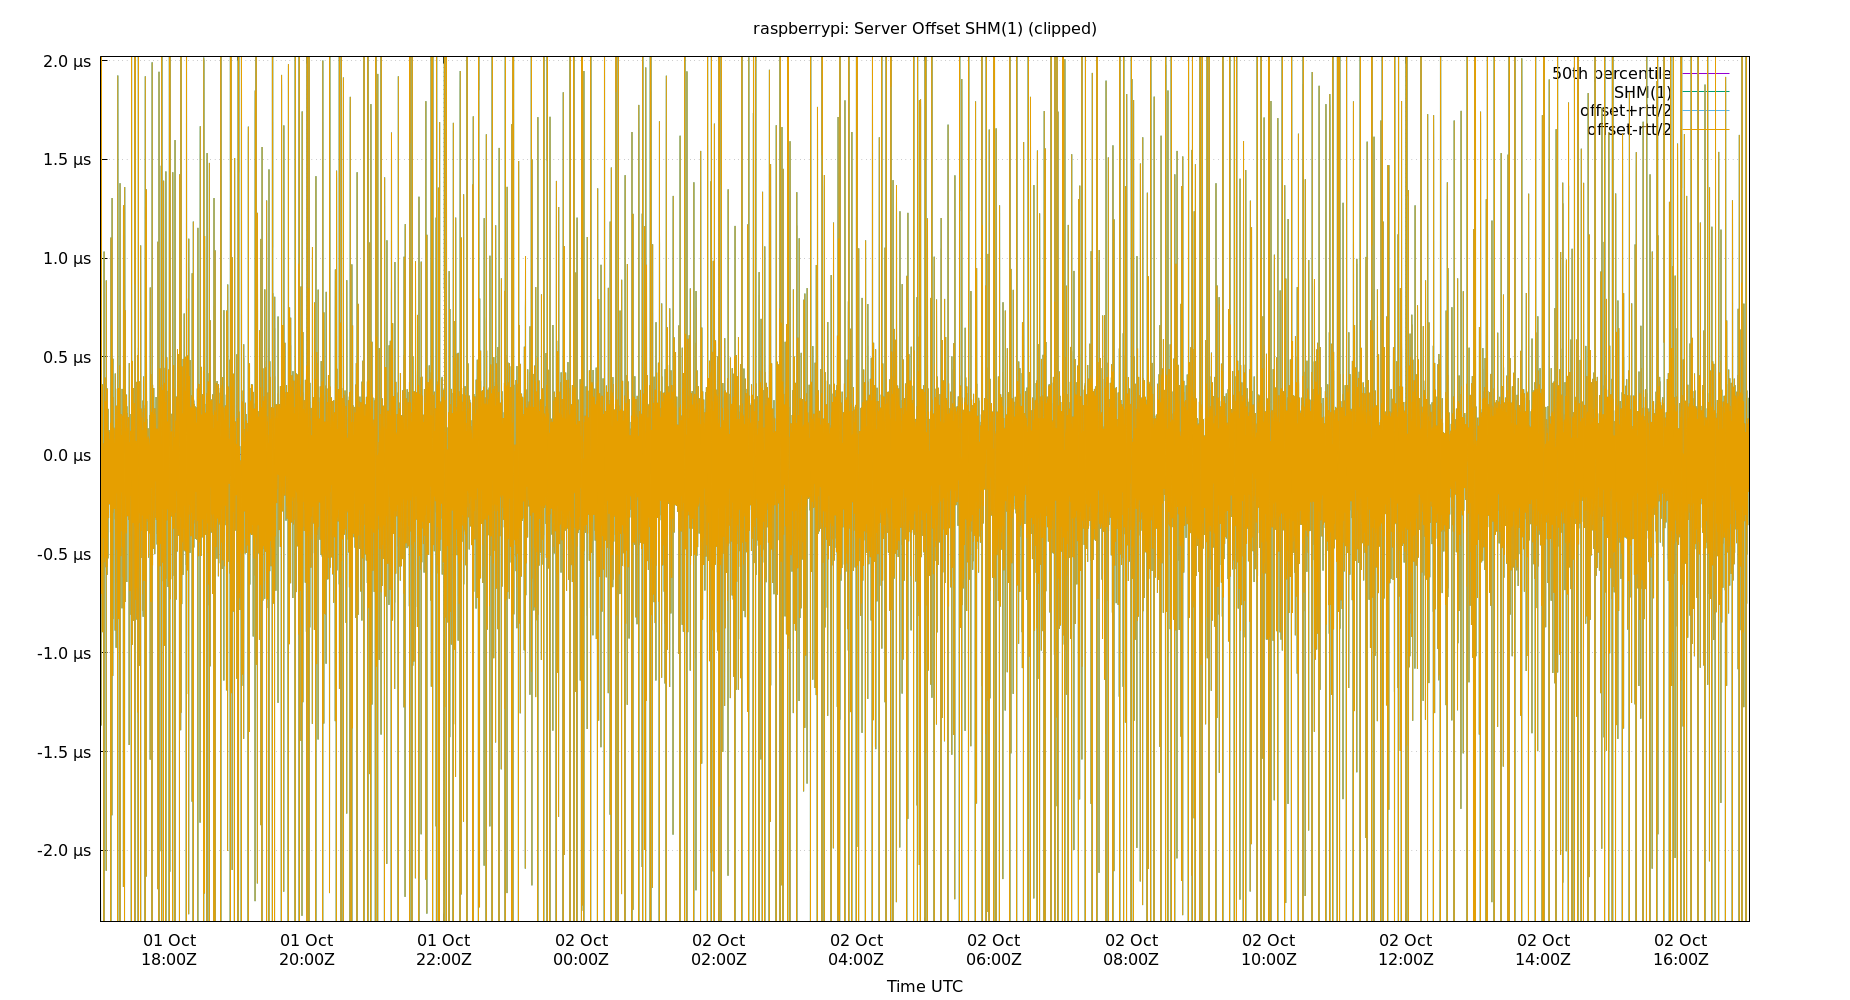 raspberrypi: Server Offset SHM(1) (clipped)
2.0 µs
1.5 µs
1.0 µs
0.5 µs
0.0 µs
-0.5 µs
-1.0 µs
-1.5 µs
-2.0 µs
50th percentile
SHM(1)
offset+rtt/2
offset-rtt/2
01 Oct 01 Oct 01 Oct 02 Oct 02 Oct 02 Oct 02 Oct 02 Oct 02 Oct 02 Oct 02 Oct 02 Oct
18:00Z 20:00Z 22:00Z 00:00Z 02:00Z 04:00Z 06:00Z 08:00Z 10:00Z 12:00Z 14:00Z 16:00Z
Time UTC